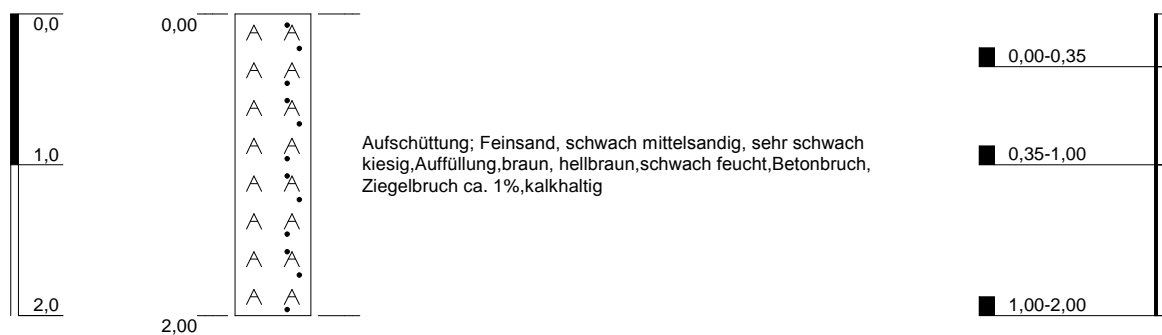 0,0
0,00
0,00-0,35
Aufschüttung; Feinsand, schwach mittelsandig, sehr schwach
kiesig,Auffüllung,braun, hellbraun,schwach feucht,Betonbruch,
Ziegelbruch ca. 1%,kalkhaltig
1,0
0,35-1,00
2,0
2,00
1,00-2,00
A A
A A
A A
A A
A A
A A
A A
A A